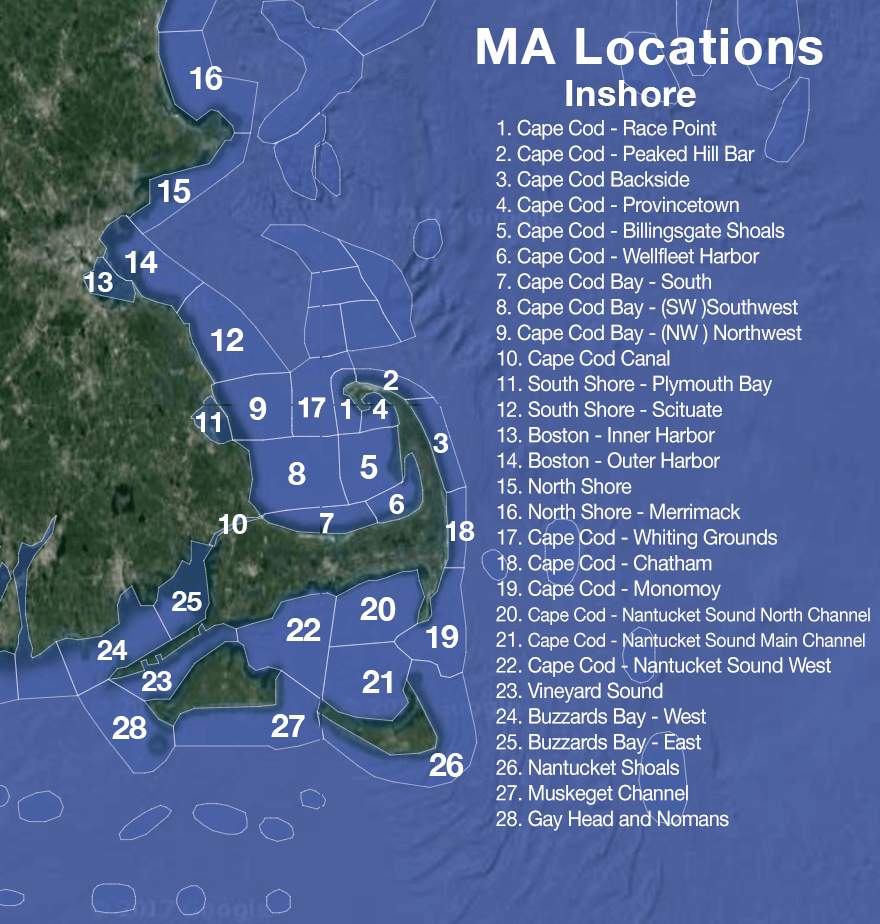 MA Locations
Inshore
1. Cape Cod - Race Point
2. Cape Cod - Peaked Hill Bar
3. Cape Cod Backside
4. Cape Cod - Provincetown
5. Cape Cod - Billingsgate Shoals
6. Cape Cod - Wellfleet Harbor
7. Cape Cod Bay - South
8. Cape Cod Bay - (SW )Southwest
9. Cape Cod Bay - (NW ) Northwest
10. Cape Cod Canal
11. South Shore - Plymouth Bay
12. South Shore - Scituate
13. Boston - Inner Harbor
14. Boston - Outer Harbor
15. North Shore
16. North Shore - Merrimack
17. Cape Cod - Whiting Grounds
18. Cape Cod - Chatham
19. Cape Cod - Monomoy
20. Cape Cod - Nantucket Sound North Channel
21. Cape Cod - Nantucket Sound Main Channel
22. Cape Cod - Nantucket Sound West
23. Vineyard Sound
24. Buzzards Bay - West
25. Buzzards Bay - East
26. Nantucket Shoals
27. Muskeget Channel
28. Gay Head and Nomans
16
15
14
13
12
2
9
17
1
4
11
3
8
5
6
7
10
18
25
20
22
19
24
23
21
28
27
26
© 2017 Google